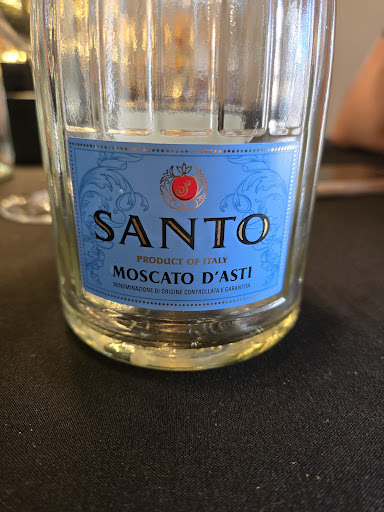 SANTO
PRODUCT OF ITALY
MOSCATO D'ASTI
DENOMINAZIONE DI ORIGINE CONTROLLATA E GARANTITA